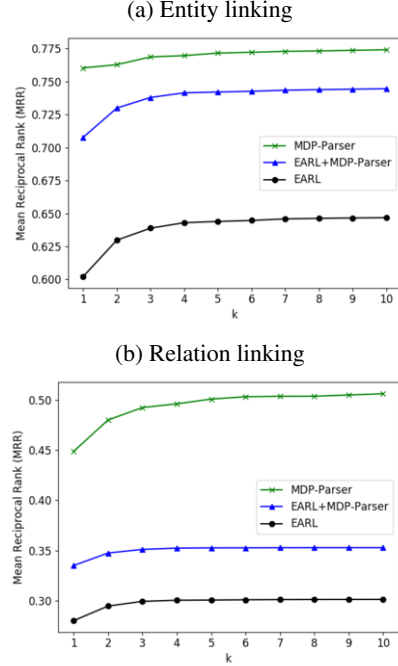 (a) Entity linking
0.775
0.750
0.725
0.700
0.675
0.650
0.625
0.600
Mean Reciprocal Rank (MRR)
MDP-Parser
EARL+MDP-Parser
EARL
1 2 3 4 5 6 7 8 9 10
k
(b) Relation linking
0.50
0.45
0.40
0.35
0.30
Mean Reciprocal Rank (MRR)
MDP-Parser
EARL+MDP-Parser
EARL
1 2 3 4 5 6 7 8 9 10
k